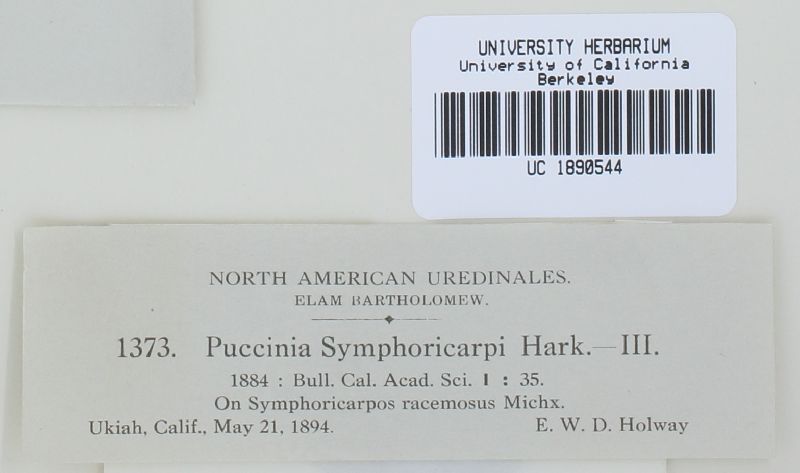 UNIVERSITY HERBARIUM
University of California
Berkeley
UC 1890544
NORTH AMERICAN UREDINALES.
ELAM BARTHOLOMEW.
1373. Puccinia Symphoricarpi Hark.—III.
1884 : Bull. Cal. Acad. Sci. 1 : 35.
On Symphoricarpos racemosus Michx.
Ukiah, Calif., May 21, 1894. E. W. D. Holway